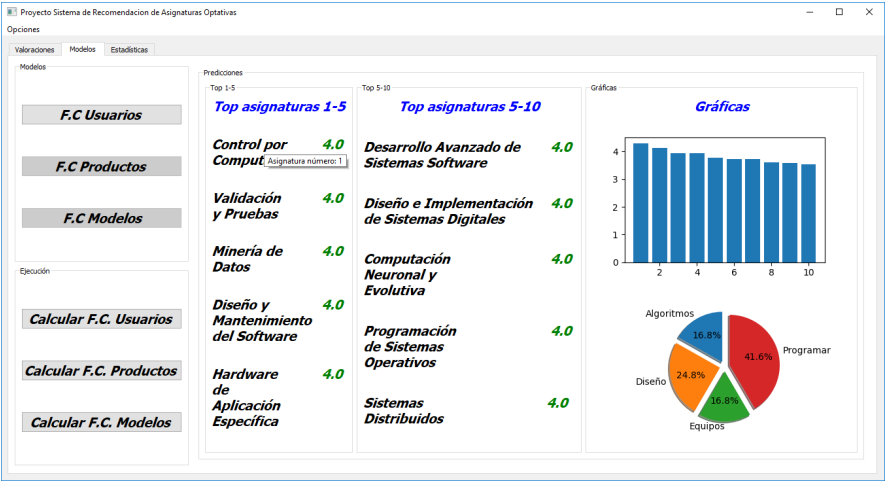 Proyecto Sistema de Recomendacion de Asignaturas Optativas
Opciones
Valoraciones Modelos Estadísticas
Modelos
F.C Usuarios
F.C Productos
F.C Modelos
Ejecución
Calcular F.C. Usuarios
Calcular F.C. Productos
Calcular F.C. Modelos
Predicciones
Top 1-5
Top asignaturas 1-5
Control por 4.0
Comput
Asignatura número: 1
Validación 4.0
y Pruebas
Minería de 4.0
Datos
Diseño y 4.0
Mantenimiento
del Software
Hardware 4.0
de
Aplicación
Específica
Top 5-10
Top asignaturas 5-10
Desarrollo Avanzado de 4.0
Sistemas Software
Diseño e Implementación 4.0
de Sistemas Digitales
Computación 4.0
Neuronal y
Evolutiva
Programación 4.0
de Sistemas
Operativos
Sistemas 4.0
Distribuidos
Gráficas
Gráficas
4
3
2
1
0
2 4 6 8 10
Algoritmos
16.8%
Programar
41.6%
Diseño
24.8%
16.8%
Equipos